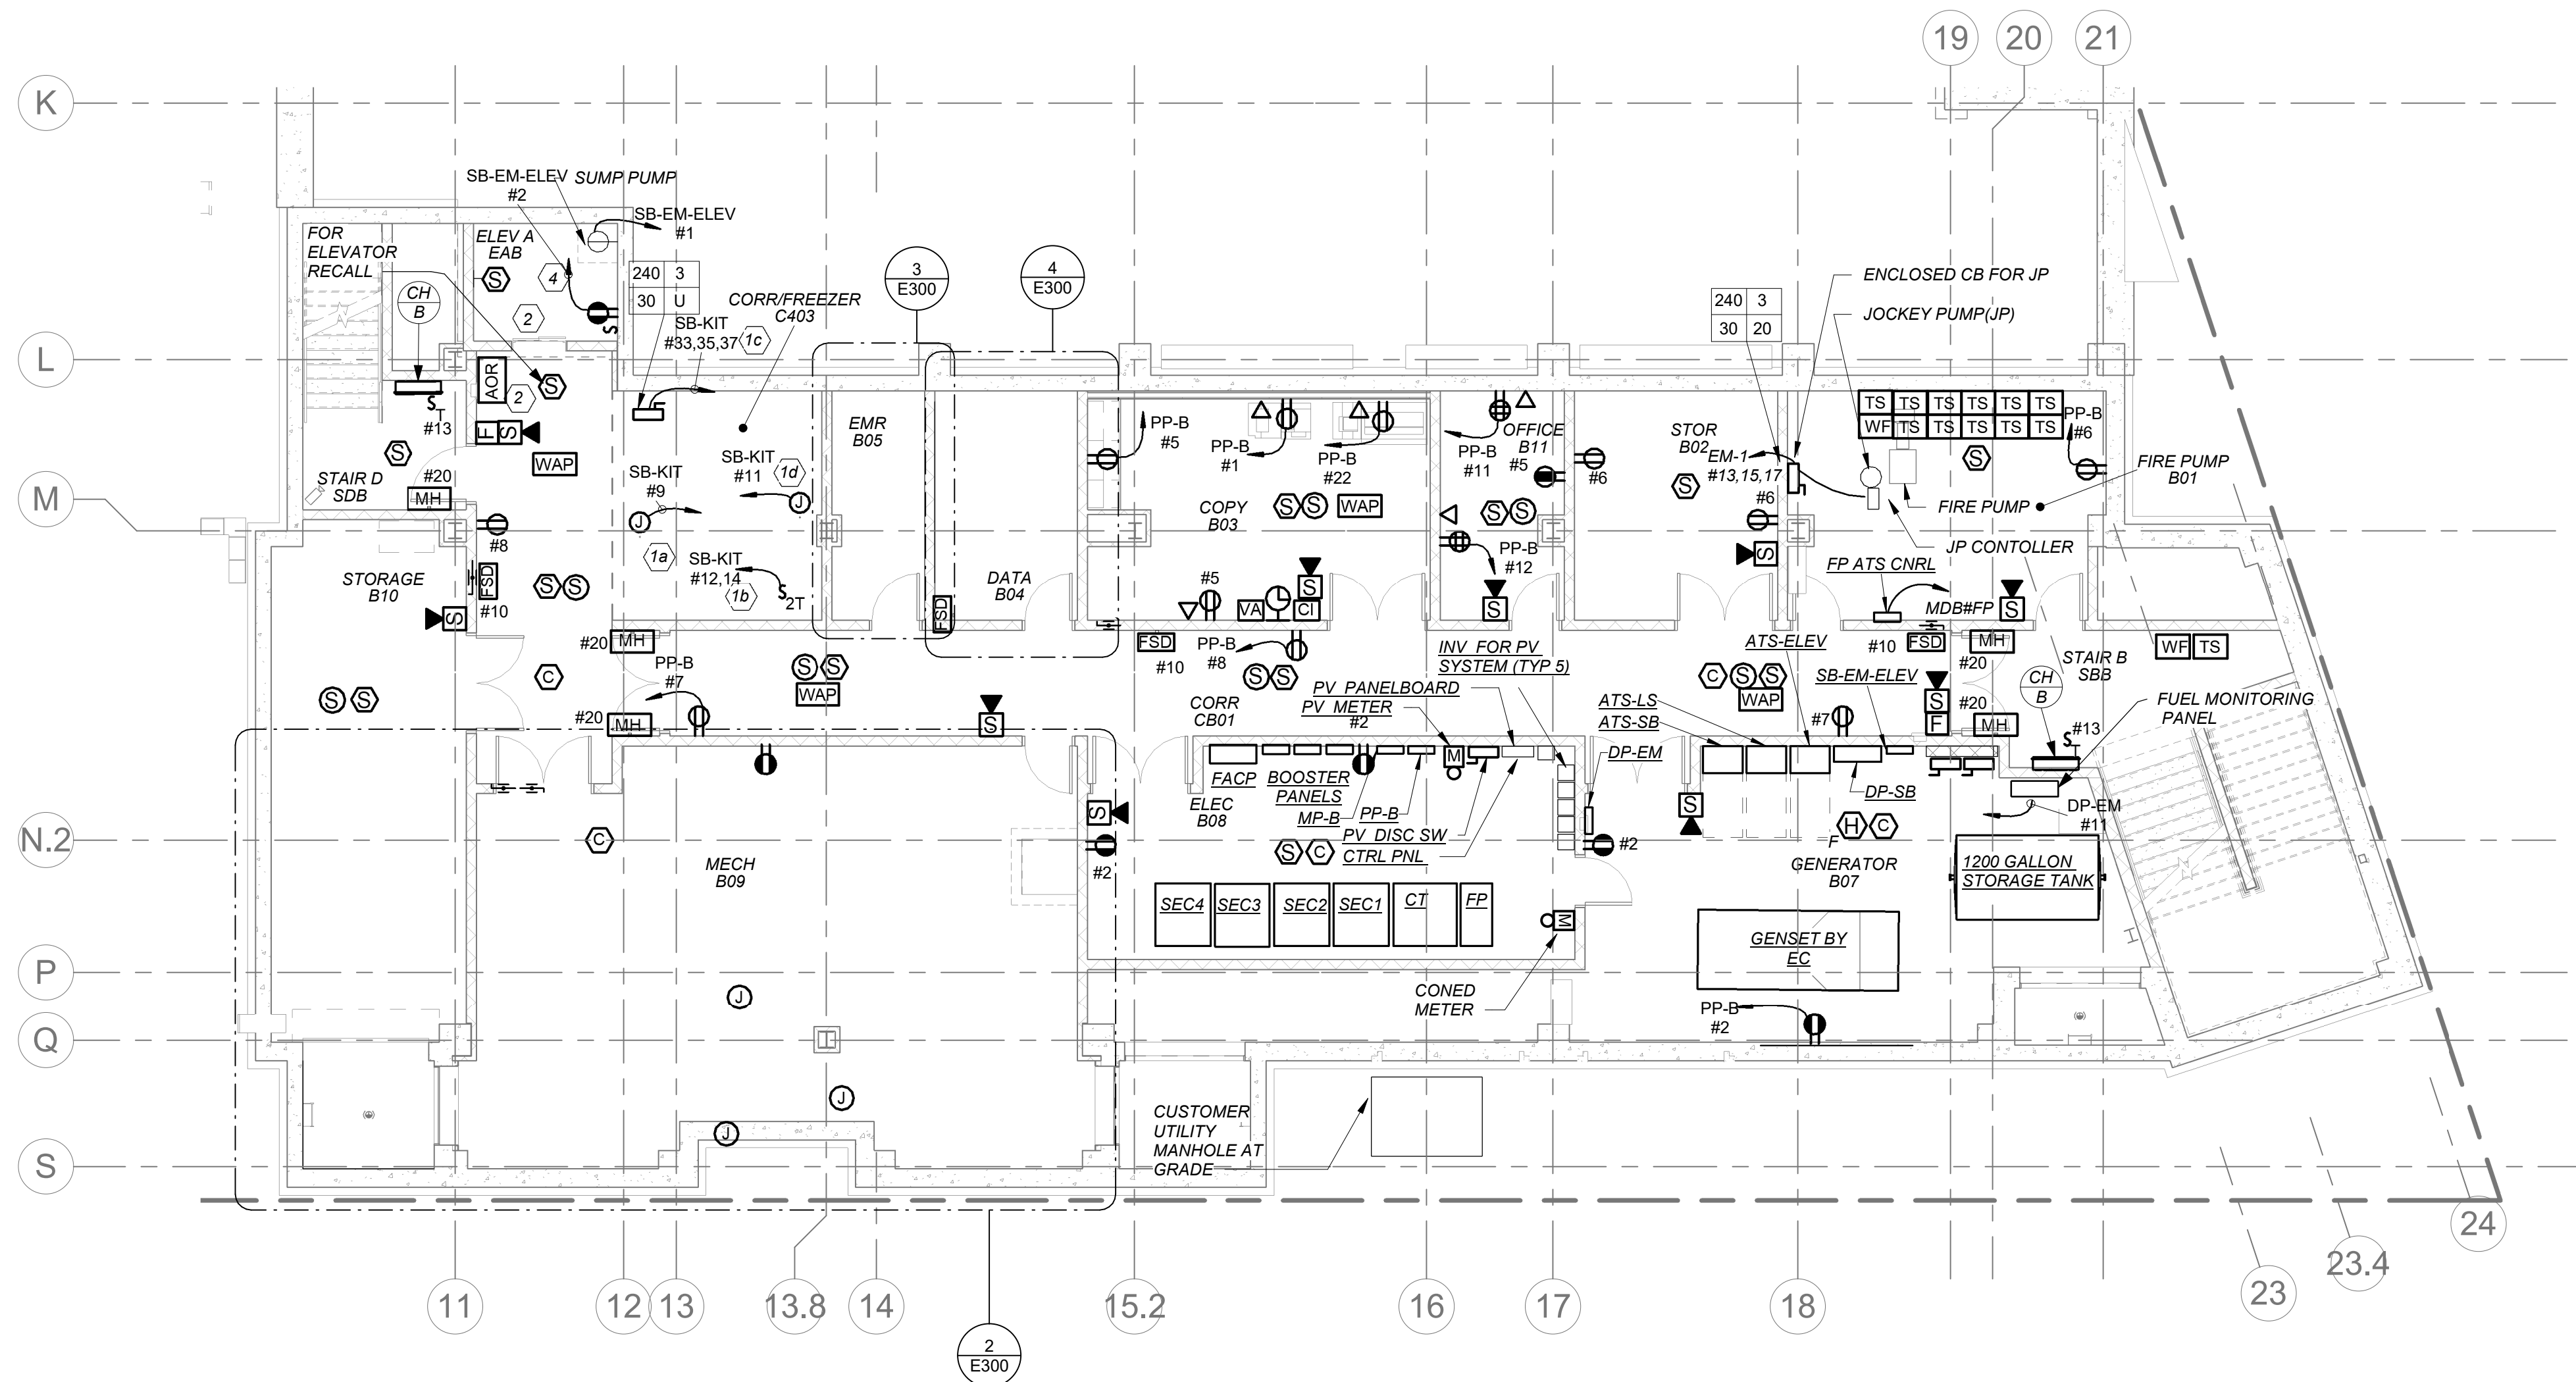 19
20
21
K
SB-EM-ELEV
#2
SUMP PUMP
SB-EM-ELEV
#1
FOR
ELEVATOR
RECALL
ELEV A
EAB
S
4
2
CH
B
240 3
30 U
CORR/FREEZER
C403
SB-KIT
#33,35,37
1c
3
E300
4
E300
240 3
30 20
ENCLOSED CB FOR JP
JOCKEY PUMP(JP)
L
AOR
2
S
S
T
#13
F
S
WAP
S
#20
MH
STAIR D
SDB
SB-KIT
#11
1d
J
SB-KIT
#9
J
1a
SB-KIT
#12,14
1b
S
2T
EMR
B05
DATA
B04
FSD
PP-B
#5
PP-B
#1
PP-B
#22
COPY
B03
S
S
WAP
PP-B
#11
OFFICE
B11
#5
S
S
PP-B
#12
#6
STOR
B02
S
EM-1
#13,15,17
#6
TS TS TS TS TS TS
WF TS TS TS TS TS
PP-B
#6
S
FIRE PUMP
B01
FIRE PUMP
JP CONTOLLER
FP ATS CNRL
MDB#FP
M
#8
FSD
#10
STORAGE
B10
S
S
S
#5
VA
CI
S
S
S
S
FSD
#10
PP-B
#8
S
S
#10
FSD
MH
#20
WF
TS
STAIR B
SBB
C
#20
MH
PP-B
#7
#20
MH
S
S
WAP
S
S
S
CORR
CB01
INV FOR PV
SYSTEM (TYP 5)
PV PANELBOARD
PV METER
#2
ATS-ELEV
C
S
S
WAP
SB-EM-ELEV
ATS-LS
ATS-SB
#7
S
F
#20
MH
CH
B
S
T
#13
FUEL MONITORING
PANEL
M
DP-EM
FACP
BOOSTER
PANELS
MP-B
PP-B
PV DISC SW
CTRL PNL
ELEC
B08
S
C
S
#2
#2
S
DP-SB
H
C
F
GENERATOR
B07
DP-EM
#11
1200 GALLON
STORAGE TANK
N.2
C
MECH
B09
SEC4
SEC3
SEC2
SEC1
CT
FP
M
CONED
METER
GENSET BY
EC
PP-B
#2
P
J
Q
J
J
CUSTOMER
UTILITY
MANHOLE AT
GRADE
S
11
12
13
13.8
14
15.2
16
17
18
23
23.4
24
2
E300